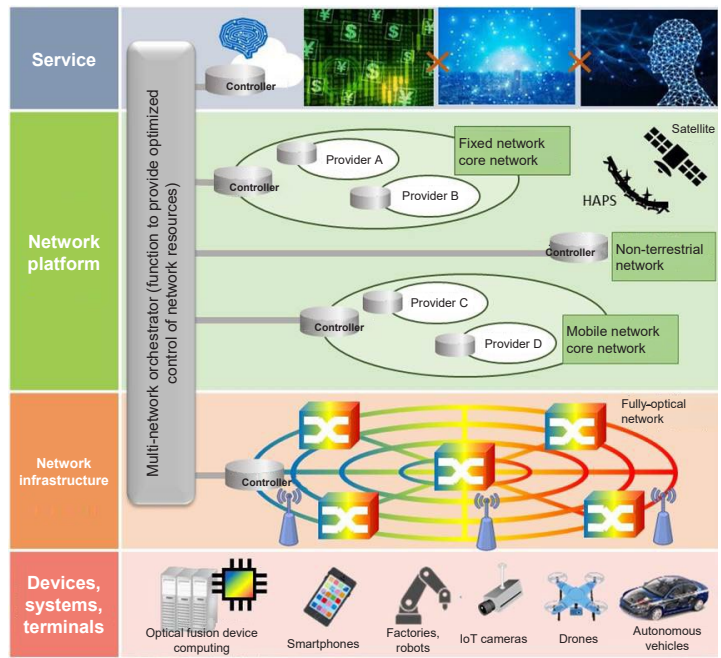 Service
Controller
Multi-network orchestrator (function to provide optimized
control of network resources)
Network
platform
Controller
Provider A
Provider B
Fixed network
core network
Satellite
HAPS
Controller
Non-terrestrial
network
Controller
Provider C
Provider D
Mobile network
core network
Network
infrastructure
Controller
Fully-optical
network
Devices,
systems,
terminals
Optical fusion device
computing
Smartphones
Factories,
robots
IoT cameras
Drones
Autonomous
vehicles